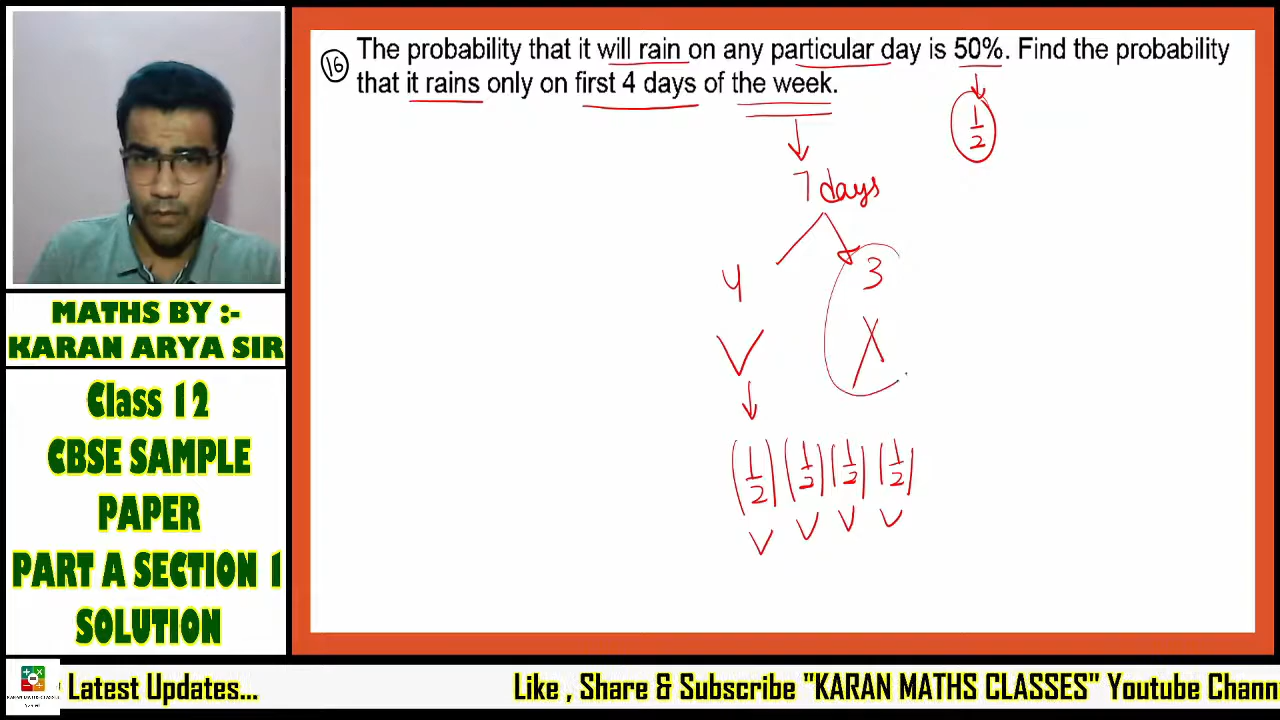 16 The probability that it will rain on any particular day is 50%. Find the probability
that it rains only on first 4 days of the week.
1/2
7 days
4 3
(1/2) (1/2) (1/2) (1/2)
MATHS BY :-
KARAN ARYA SIR
Class 12
CBSE SAMPLE
PAPER
PART A SECTION 1
SOLUTION
Latest Updates... Like , Share & Subscribe "KARAN MATHS CLASSES" Youtube Chann